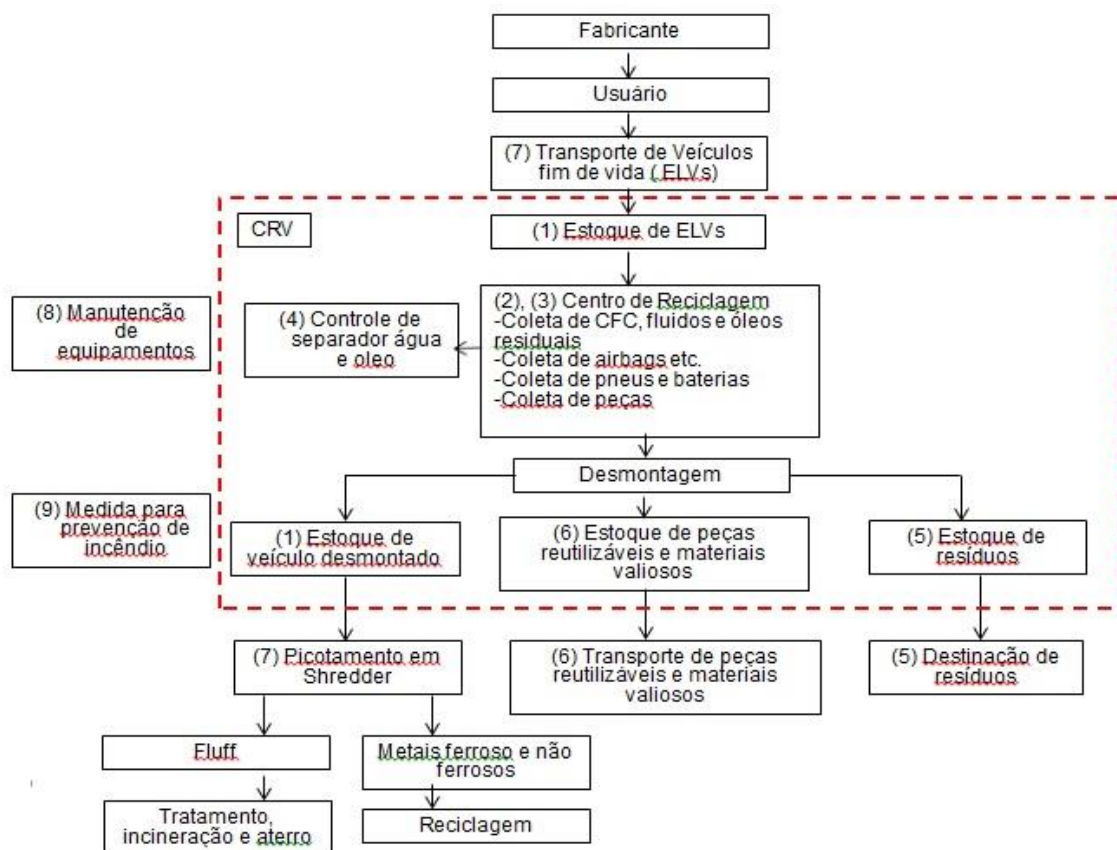 Fabricante
Usuário
(7) Transporte de Veículos
fim de vida ( ELVs)
CRV
(1) Estoque de ELVs
(8) Manutenção
de
equipamentos
(4) Controle de
separador água
e oleo
(2), (3) Centro de Reciclagem
-Coleta de CFC, fluidos e óleos
residuais
-Coleta de airbags etc.
-Coleta de pneus e baterias
-Coleta de peças
Desmontagem
(9) Medida para
prevenção de
incêndio
(1) Estoque de
veículo desmontado
(6) Estoque de peças
reutilizáveis e materiais
valiosos
(5) Estoque de
resíduos
(7) Picotamento em
Shredder
(6) Transporte de peças
reutilizáveis e materiais
valiosos
(5) Destinação de
resíduos
Fluff
Metais ferroso e não
ferrosos
Tratamento,
incineração e aterro
Reciclagem